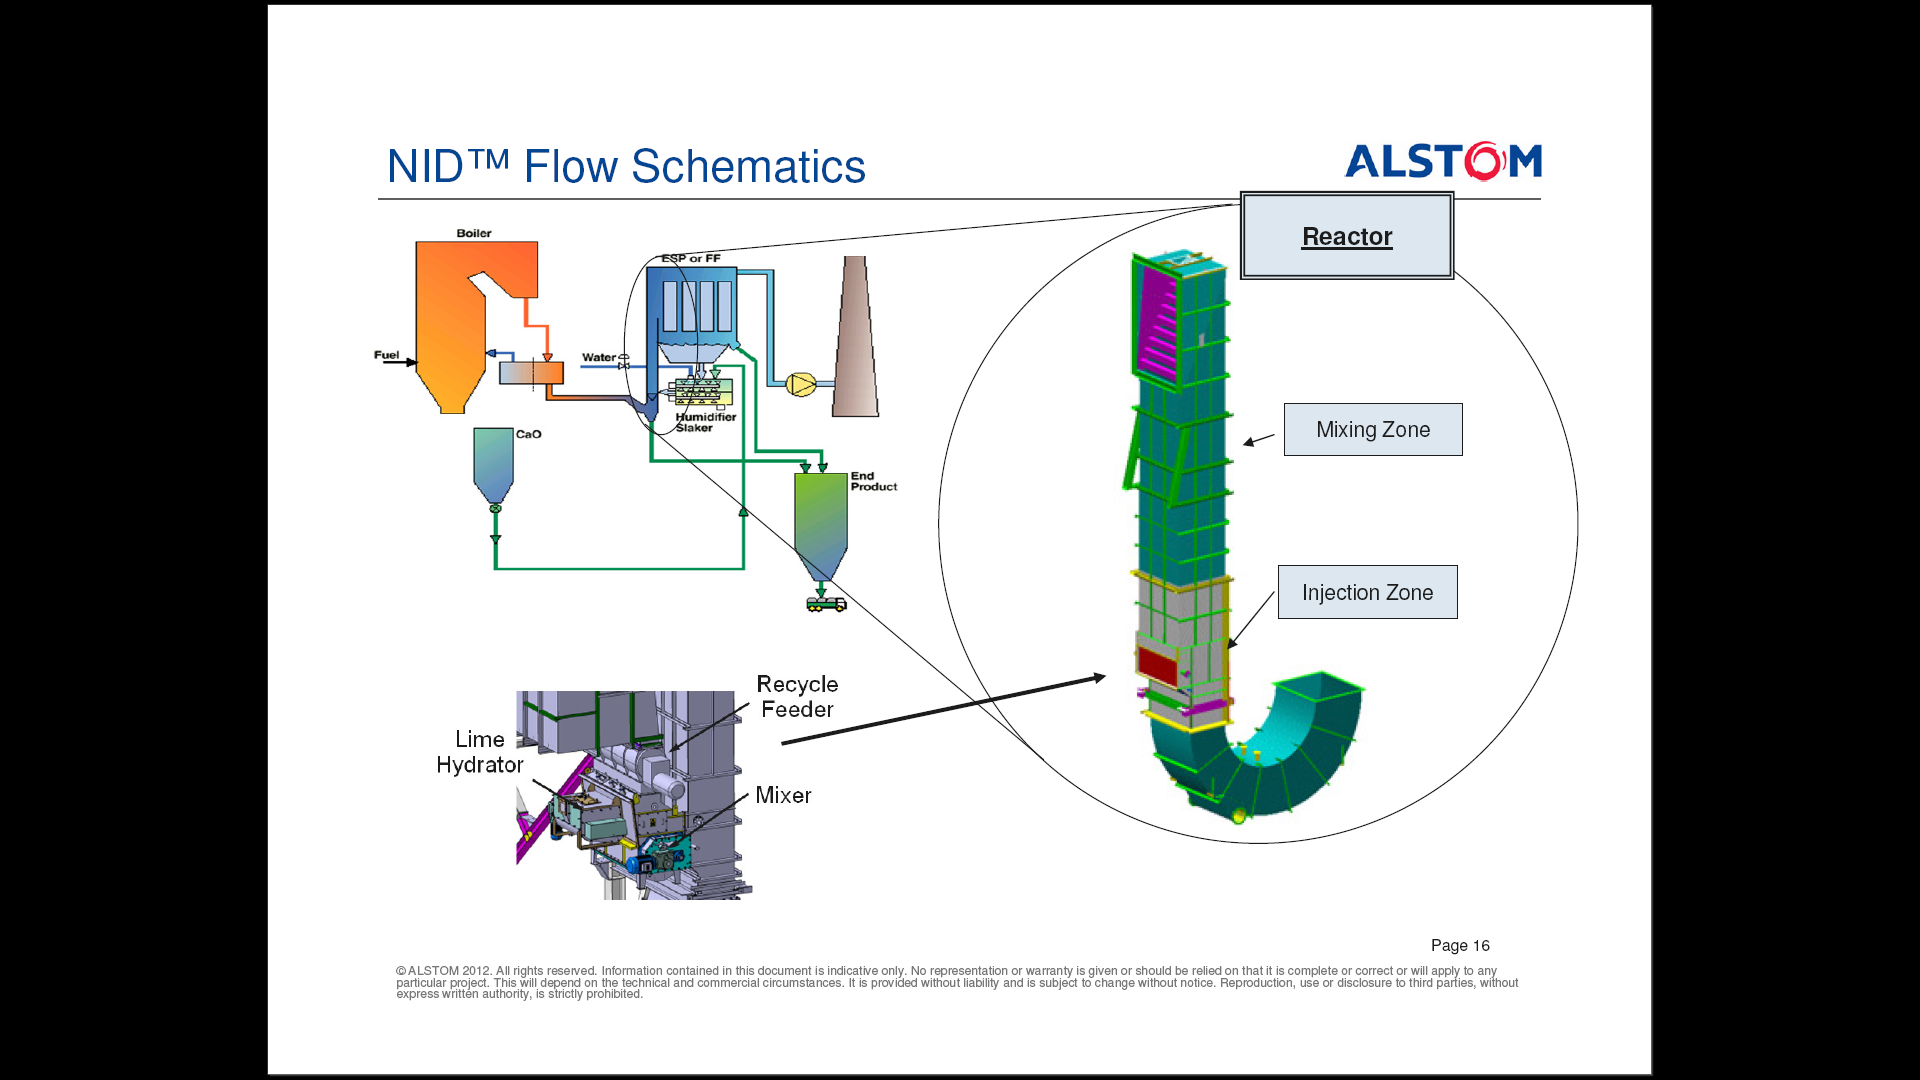 NID™ Flow Schematics
ALSTOM
Reactor
Boiler
ESP or FF
Fuel
Water
Humidifier
Slaker
CaO
End
Product
Mixing Zone
Injection Zone
Recycle
Feeder
Lime
Hydrator
Mixer
Page 16
© ALSTOM 2012. All rights reserved. Information contained in this document is indicative only. No representation or warranty is given or should be relied on that it is complete or correct or will apply to any
particular project. This will depend on the technical and commercial circumstances. It is provided without liability and is subject to change without notice. Reproduction, use or disclosure to third parties, without
express written authority, is strictly prohibited.